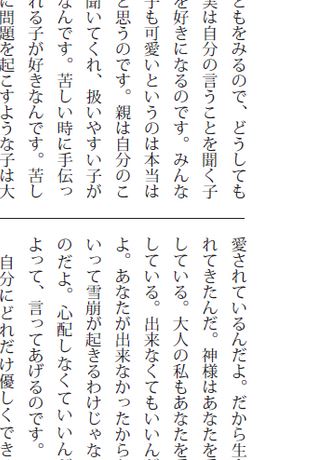 ともをみるので、どうしても
実は自分の言うことを聞く子
を好きになるのです。みんな
子も可愛いというのは本当は
と思うのです。親は自分のこ
聞いてくれ、扱いやすい子が
なんです。苦しい時に手伝っ
れる子が好きなんです。苦し
に問題を起こすような子は大
愛されているんだよ。だから生
れてきたんだ。神様はあなたを
している。大人の私もあなたを
している。出来なくてもいいん
よ。あなたが出来なかったから
いって雪崩が起きるわけじゃな
のだよ。心配しなくていいん
よって、言ってあげるのです。
自分にどれだけ優しくでき